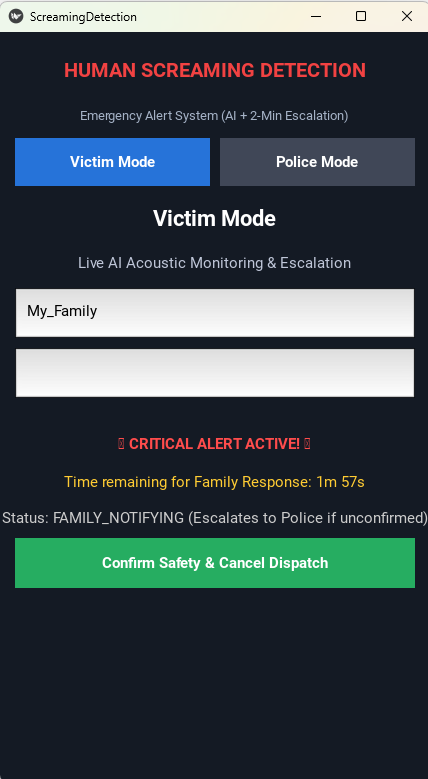 ScreamingDetection
HUMAN SCREAMING DETECTION
Emergency Alert System (AI + 2-Min Escalation)
Victim Mode
Police Mode
Victim Mode
Live AI Acoustic Monitoring & Escalation
My_Family
CRITICAL ALERT ACTIVE!
Time remaining for Family Response: 1m 57s
Status: FAMILY_NOTIFYING (Escalates to Police if unconfirmed)
Confirm Safety & Cancel Dispatch